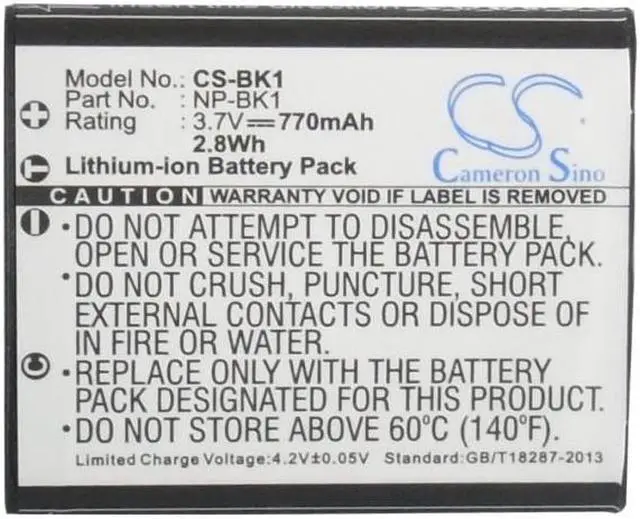 Model No.: CS-BK1
Part No. : NP-BK1
Rating : 3.7V⎓770mAh
2.8Wh
Lithium-ion Battery Pack
CS
Cameron Sino
CAUTION WARRANTY VOID IF LABEL IS REMOVED
•DO NOT ATTEMPT TO DISASSEMBLE,
OPEN OR SERVICE THE BATTERY PACK.
•DO NOT CRUSH, PUNCTURE, SHORT
EXTERNAL CONTACTS OR DISPOSE OF
IN FIRE OR WATER.
•REPLACE ONLY WITH THE BATTERY
PACK DESIGNATED FOR THIS PRODUCT.
•DO NOT STORE ABOVE 60°C (140°F).
Limited Charge Voltage:4.2V±0.05V Standard:GB/T18287-2013